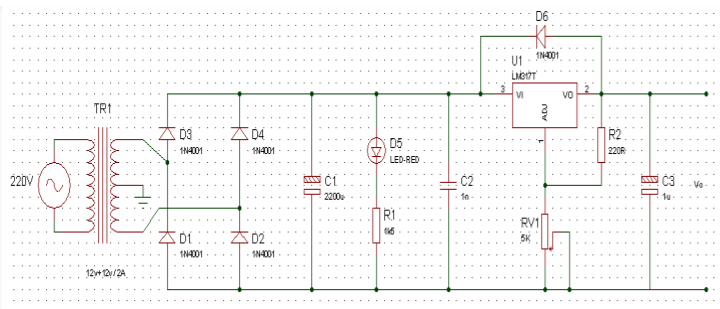 D6
1N4001
U1
LM317T
3
VI
VO
2
ADJ
1
TR1
D3
1N4001
D4
1N4001
D5
LED-RED
R2
220R
220V
C1
2200u
C2
1n
C3
1u
Vo
R1
1k5
RV1
5K
D1
1N4001
D2
1N4001
12v+12v/2A